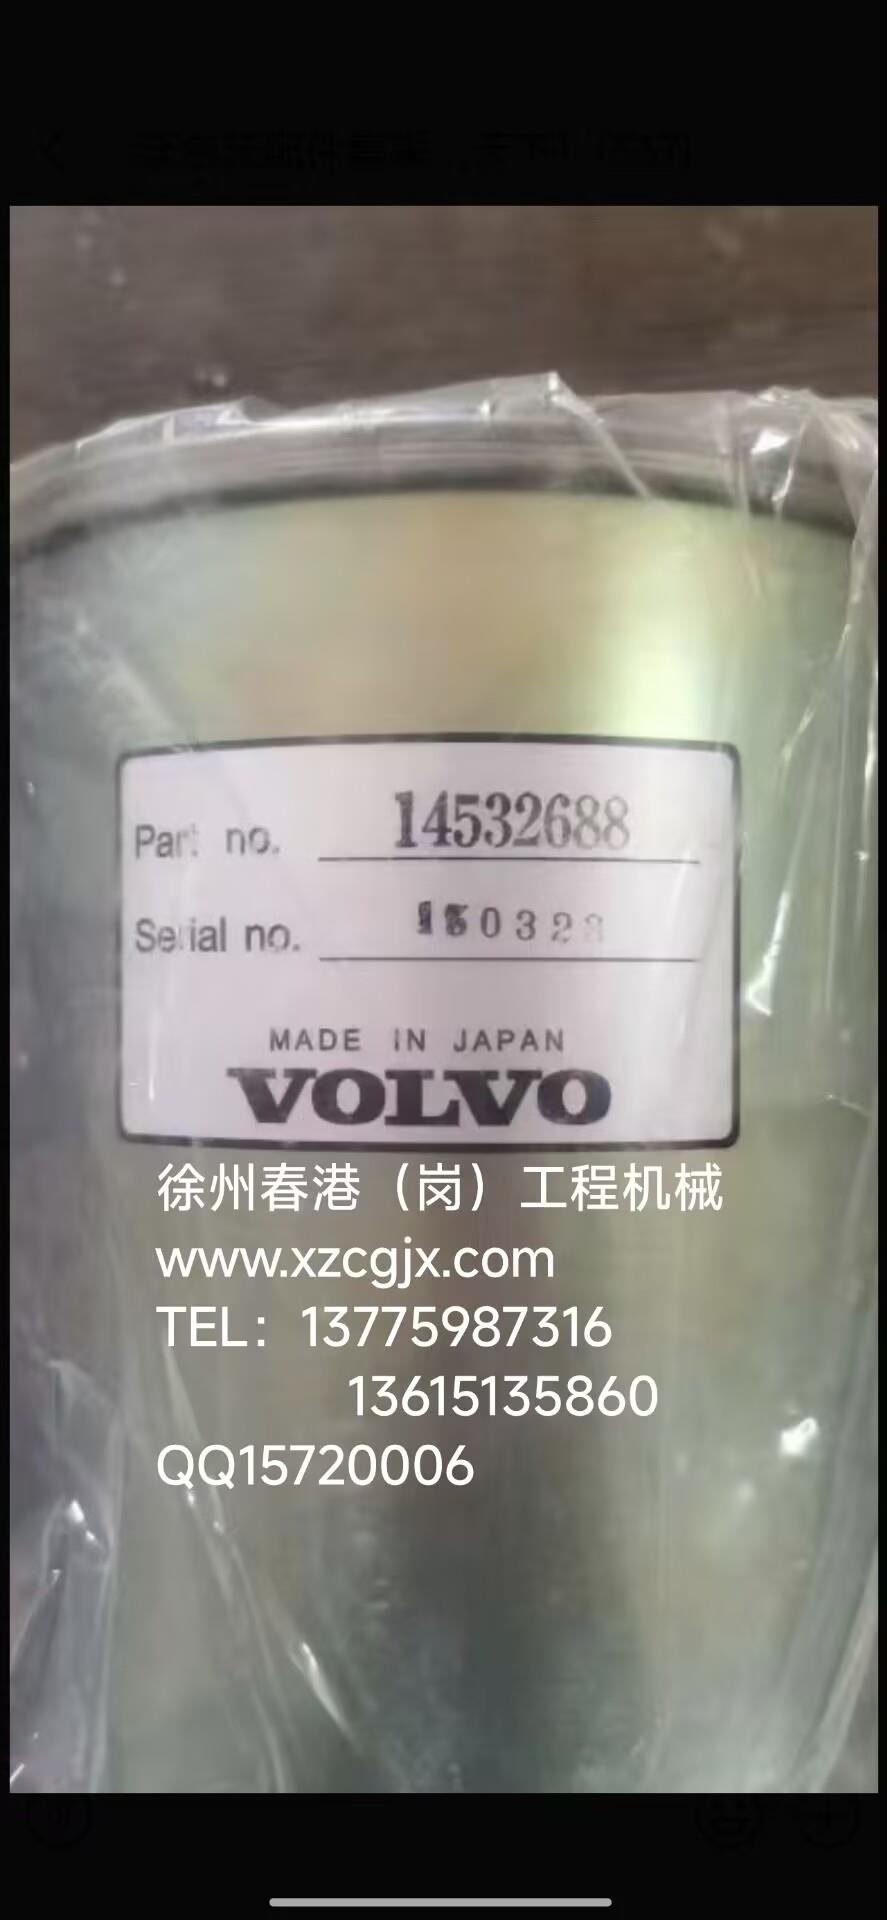 Part no. 14532688
Serial no.
MADE IN JAPAN
VOLVO
徐州春港（岗）工程机械
www.xzcgjx.com
TEL：13775987316
13615135860
QQ15720006